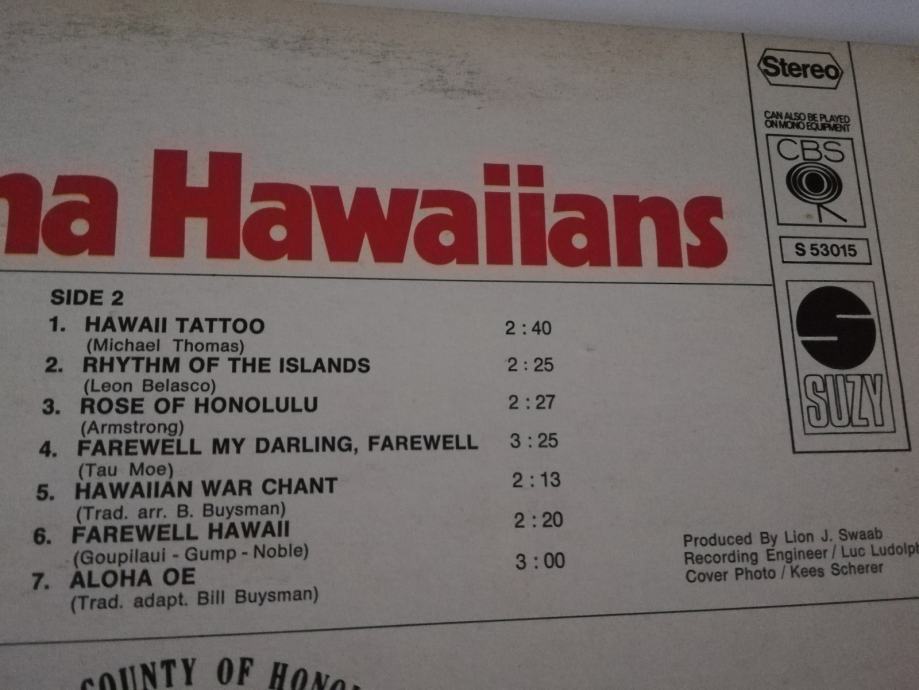 Stereo
CAN ALSO BE PLAYED
ON MONO EQUIPMENT
CBS
S 53015
SUZY
na Hawaiians
SIDE 2
1. HAWAII TATTOO 2:40
(Michael Thomas)
2. RHYTHM OF THE ISLANDS 2:25
(Leon Belasco)
3. ROSE OF HONOLULU 2:27
(Armstrong)
4. FAREWELL MY DARLING, FAREWELL 3:25
(Tau Moe)
5. HAWAIIAN WAR CHANT 2:13
(Trad. arr. B. Buysman)
6. FAREWELL HAWAII 2:20
(Goupilaui - Gump - Noble)
7. ALOHA OE 3:00
(Trad. adapt. Bill Buysman)
Produced By Lion J. Swaab
Recording Engineer / Luc Ludolph
Cover Photo / Kees Scherer
COUNTY OF HONO